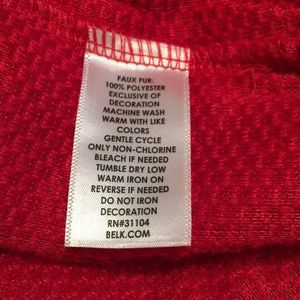 FAUX FUR:
100% POLYESTER
EXCLUSIVE OF
DECORATION
MACHINE WASH
WARM WITH LIKE
COLORS
GENTLE CYCLE
ONLY NON-CHLORINE
BLEACH IF NEEDED
TUMBLE DRY LOW
WARM IRON ON
REVERSE IF NEEDED
DO NOT IRON
DECORATION
RN#31104
BELK.COM